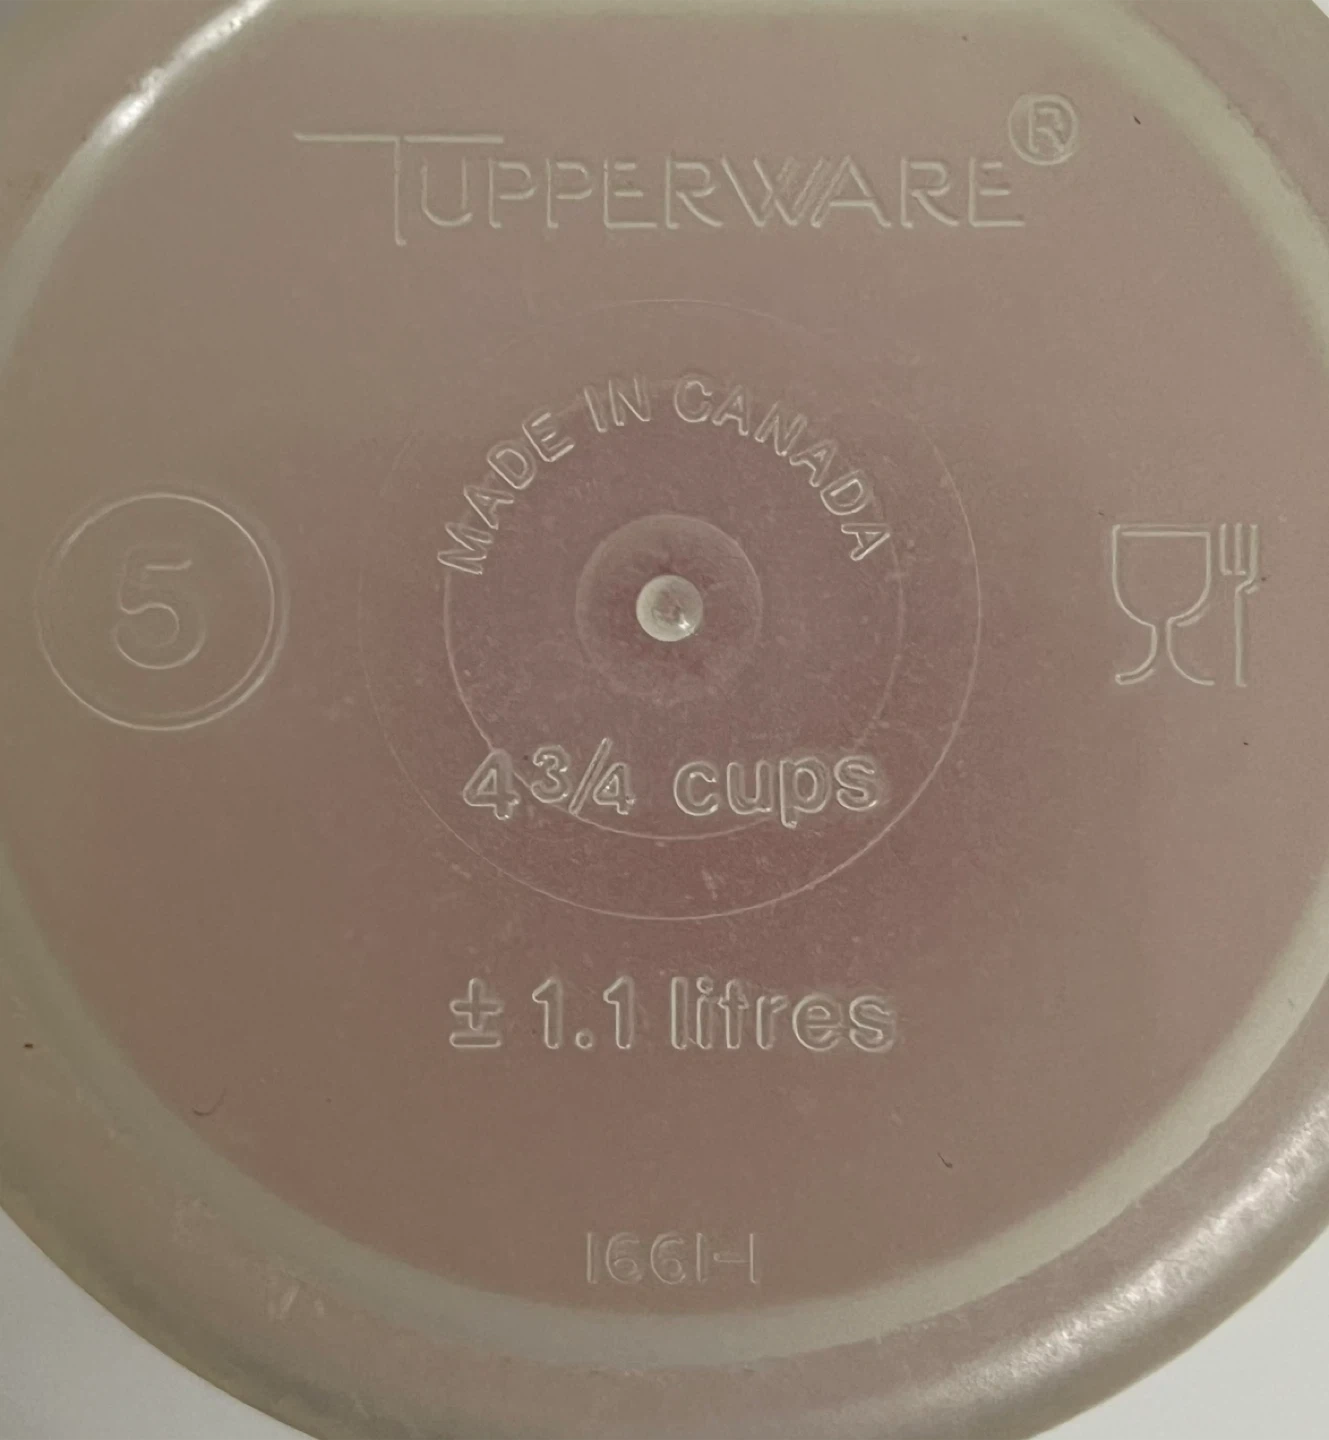 TUPPERWARE®
MADE IN CANADA
5
4 3/4 cups
± 1.1 litres
1661-1